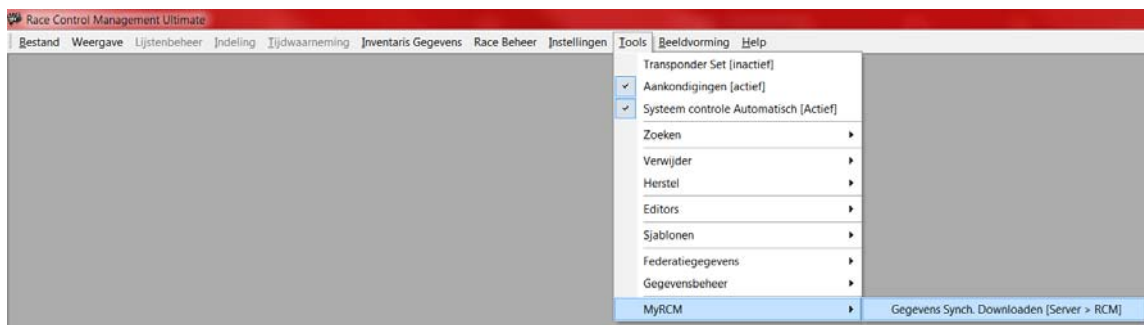 Race Control Management Ultimate
Bestand Weergave Lijstenbeheer Indeling Tijdwaarneming Inventaris Gegevens Race Beheer Instellingen Tools Beeldvorming Help
Transponder Set [inactief]
Aankondigingen [actief]
Systeem controle Automatisch [Actief]
Zoeken
Verwijder
Herstel
Editors
Sjablonen
Federatiegegevens
Gegevensbeheer
MyRCM Gegevens Synch. Downloaden [Server > RCM]